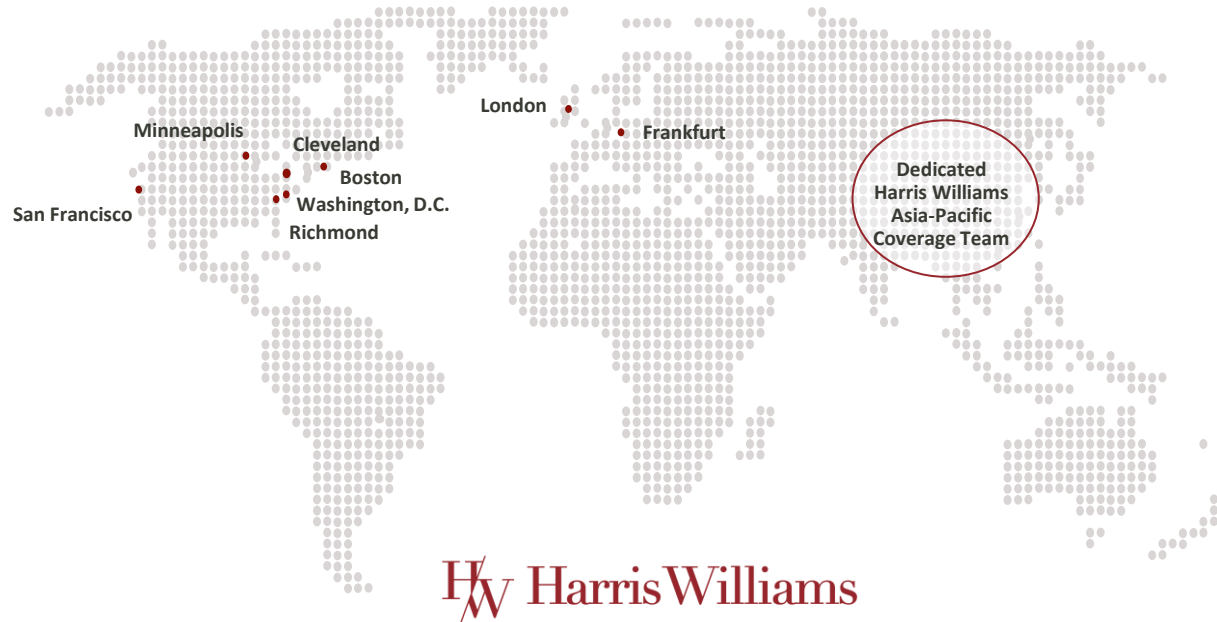 London
Minneapolis
Frankfurt
Cleveland
Boston
San Francisco
Washington, D.C.
Richmond
Dedicated
Harris Williams
Asia-Pacific
Coverage Team
HW Harris Williams